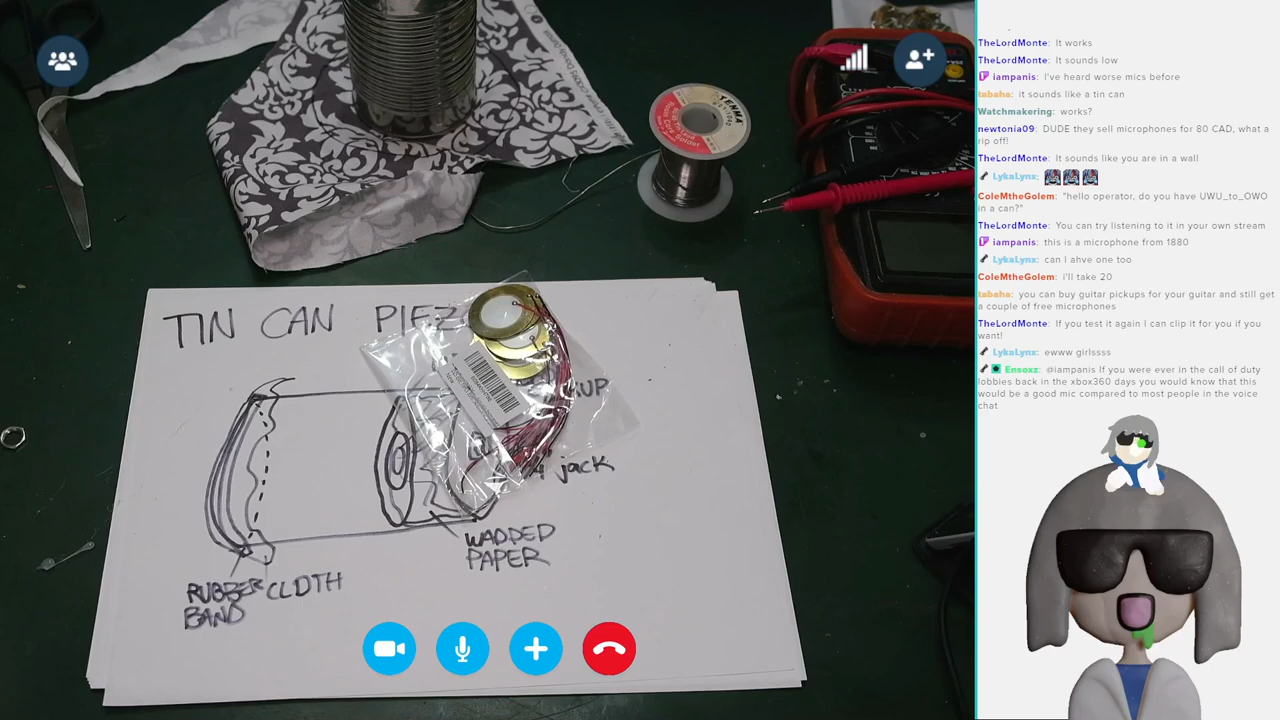 TENMA
TIN CAN PIEZ
UP
jack
WADDED
PAPER
RUBBER CLOTH
BAND
TheLordMonte: It works
TheLordMonte: It sounds low
iampanis: I've heard worse mics before
tabaha: it sounds like a tin can
Watchmakering: works?
newtonia09: DUDE they sell microphones for 80 CAD, what a
rip off!
TheLordMonte: It sounds like you are in a wall
LykaLynx:
ColeMtheGolem: "hello operator, do you have UWU_to_OWO
in a can?"
TheLordMonte: You can try listening to it in your own stream
iampanis: this is a microphone from 1880
LykaLynx: can I ahve one too
ColeMtheGolem: i'll take 20
tabaha: you can buy guitar pickups for your guitar and still get
a couple of free microphones
TheLordMonte: If you test it again I can clip it for you if you
want!
LykaLynx: ewww girlssss
Ensoxz: @iampanis If you were ever in the call of duty
lobbies back in the xbox360 days you would know that this
would be a good mic compared to most people in the voice
chat